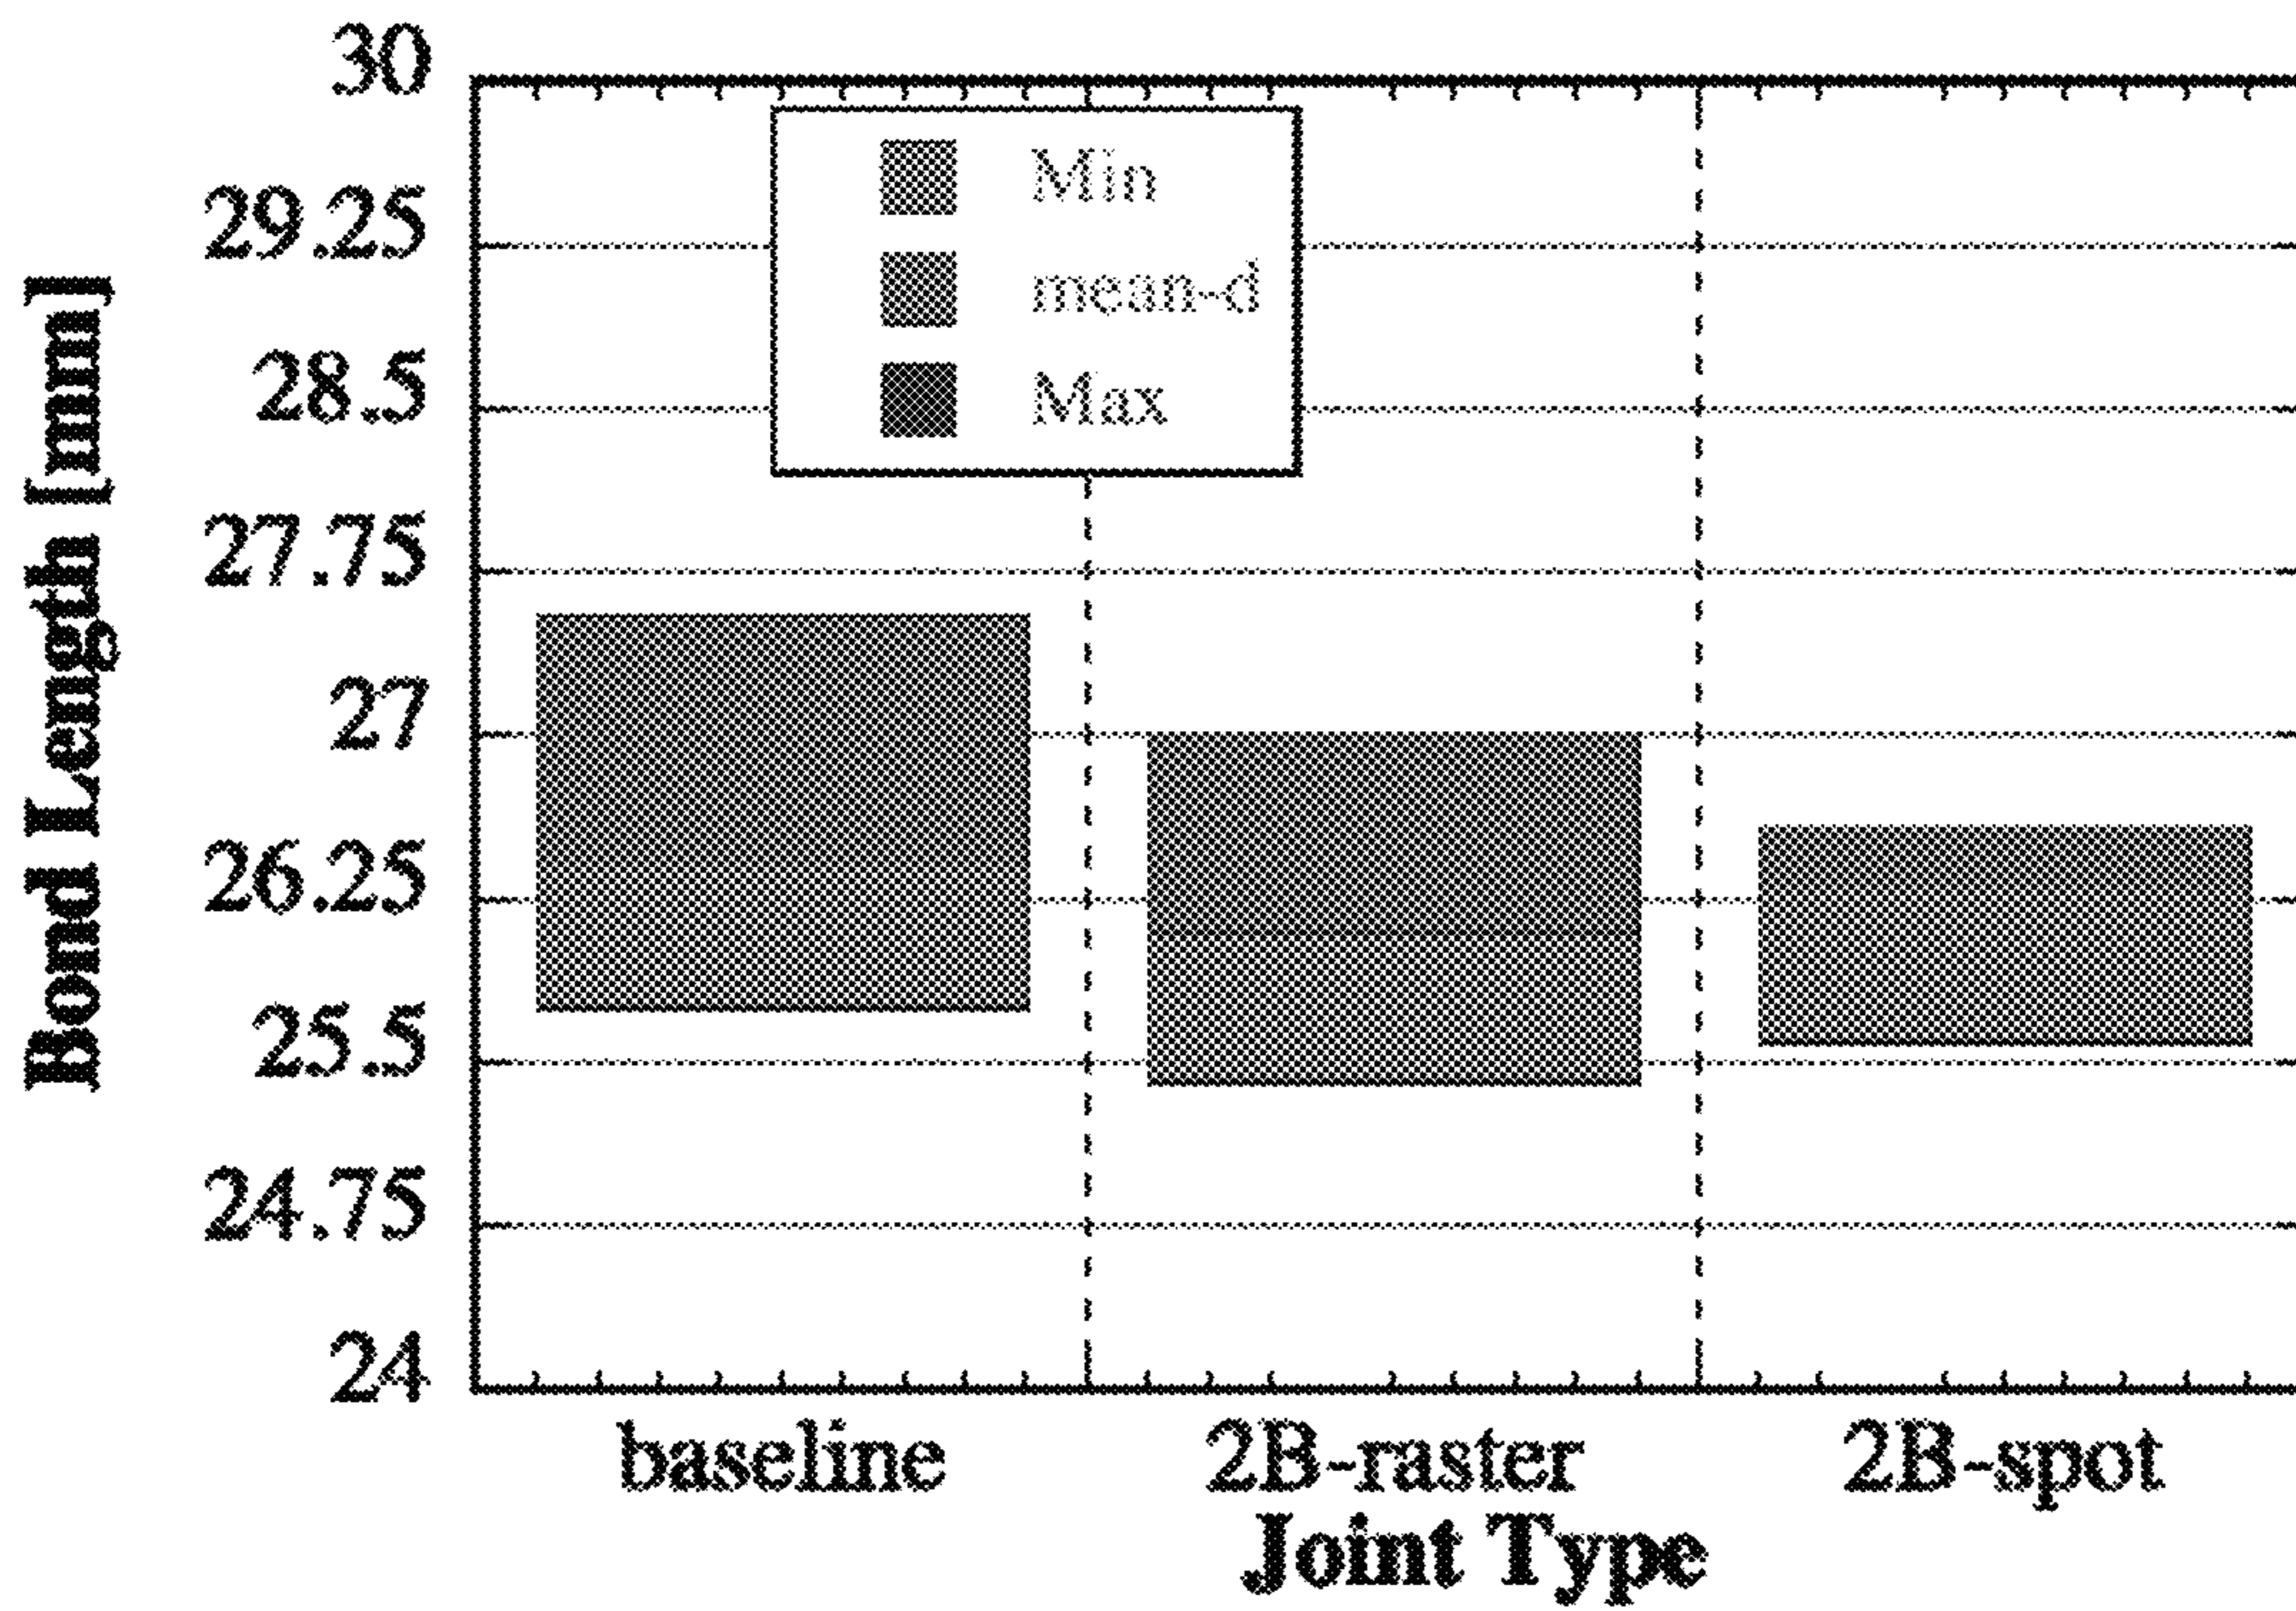 30
29.25
28.5
27.75
27
26.25
25.5
24.75
24
Bond Length [mm]
Min
mean-d
Max
baseline
2B-raster
2B-spot
Joint Type